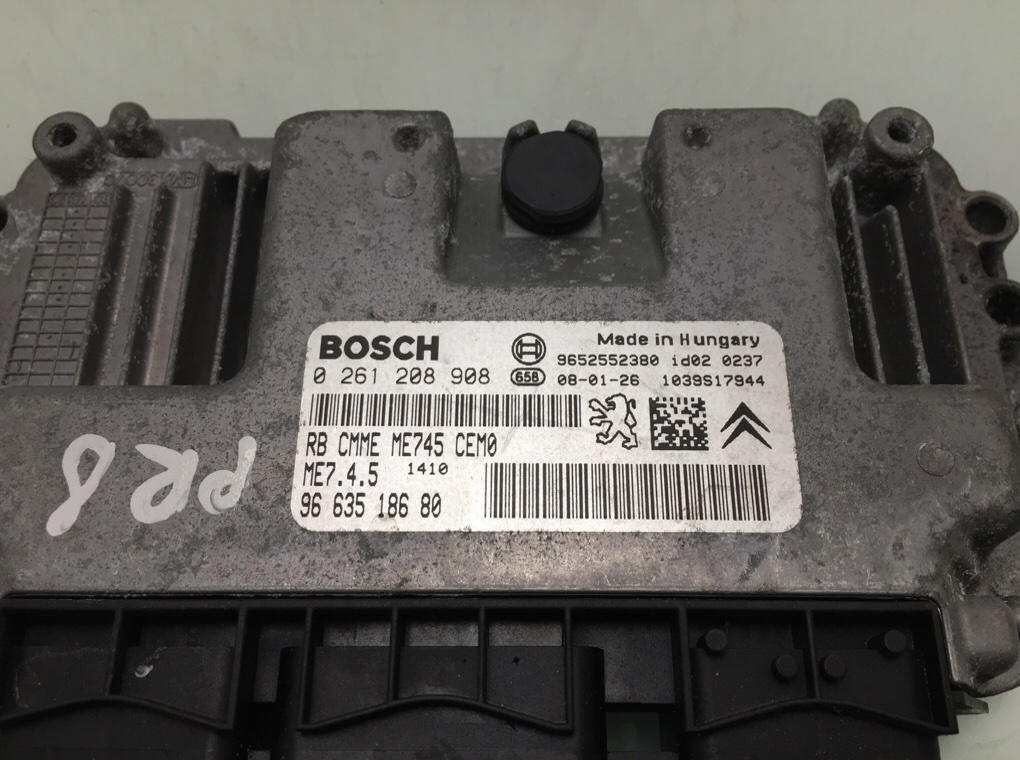 BOSCH
Made in Hungary
9652552380 id02 0237
0 261 208 908
658
08-01-26 1039S17944
RB CMME ME745 CEM0
ME7.4.5 1410
96 635 186 80
PR8